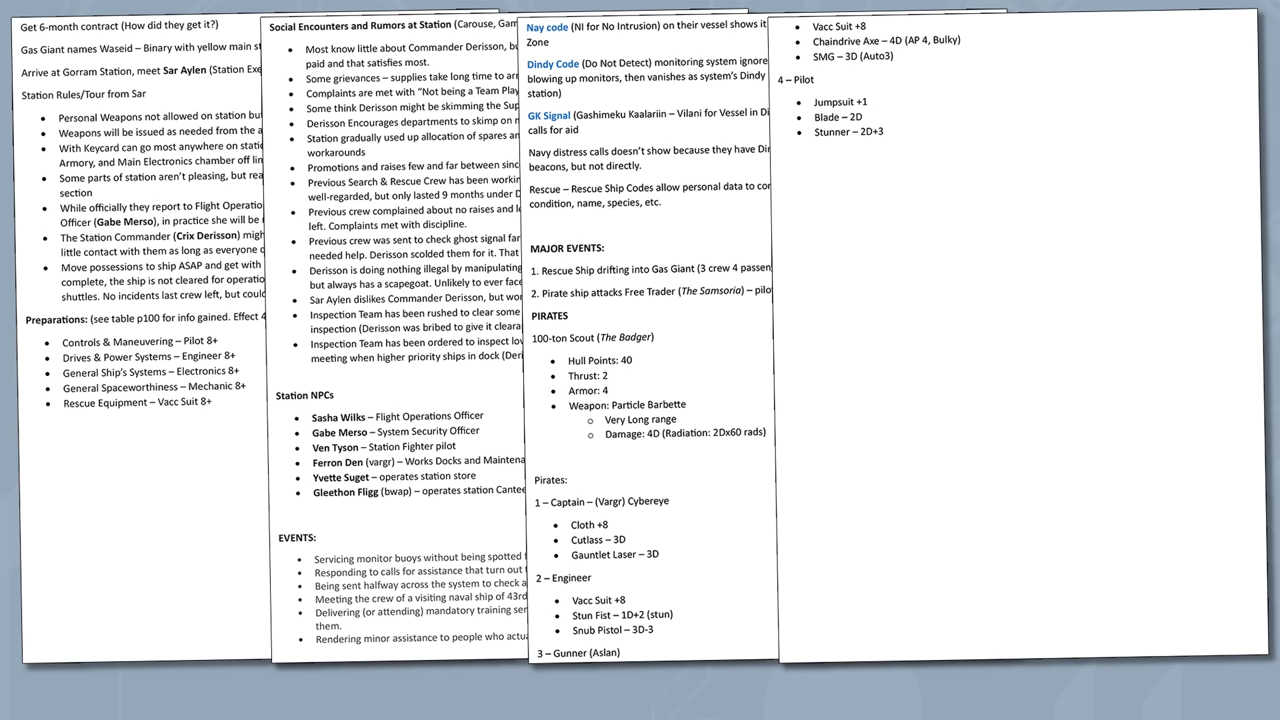 Get 6-month contract (How did they get it?)
Gas Giant names Waseid – Binary with yellow main st
Arrive at Gorram Station, meet Sar Aylen (Station Exe
Station Rules/Tour from Sar
• Personal Weapons not allowed on station but
• Weapons will be issued as needed from the a
• With Keycard can go most anywhere on static
Armory, and Main Electronics chamber off lin
• Some parts of station aren't pleasing, but rea
section
• While officially they report to Flight Operatio
Officer (Gabe Merso), in practice she will be
• The Station Commander (Crix Derisson) migh
little contact with them as long as everyone d
• Move possessions to ship ASAP and get with
complete, the ship is not cleared for operatio
shuttles. No incidents last crew left, but could
Preparations: (see table p100 for info gained. Effect 4
• Controls & Maneuvering – Pilot 8+
• Drives & Power Systems – Engineer 8+
• General Ship's Systems – Electronics 8+
• General Spaceworthiness – Mechanic 8+
• Rescue Equipment – Vacc Suit 8+
Social Encounters and Rumors at Station (Carouse, Gam
• Most know little about Commander Derisson, bu
paid and that satisfies most.
• Some grievances – supplies take long time to arr
• Complaints are met with "Not being a Team Play
• Some think Derisson might be skimming the Sup
• Derisson Encourages departments to skimp on r
• Station gradually used up allocation of spares an
workarounds
• Promotions and raises few and far between sinc
• Previous Search & Rescue Crew has been workin
well-regarded, but only lasted 9 months under D
• Previous crew complained about no raises and le
left. Complaints met with discipline.
• Previous crew was sent to check ghost signal far
needed help. Derisson scolded them for it. That
• Derisson is doing nothing illegal by manipulating
but always has a scapegoat. Unlikely to ever face
• Sar Aylen dislikes Commander Derisson, but wor
• Inspection Team has been rushed to clear some
inspection (Derisson was bribed to give it cleara
• Inspection Team has been ordered to inspect lov
meeting when higher priority ships in dock (Deri
Station NPCs
• Sasha Wilks – Flight Operations Officer
• Gabe Merso – System Security Officer
• Ven Tyson – Station Fighter pilot
• Ferron Den (vargr) – Works Docks and Maintena
• Yvette Suget – operates station store
• Gleethon Fligg (bwap) – operates station Cantee
EVENTS:
• Servicing monitor buoys without being spotted
• Responding to calls for assistance that turn out
• Being sent halfway across the system to check a
• Meeting the crew of a visiting naval ship of 43rd
• Delivering (or attending) mandatory training ser
them.
• Rendering minor assistance to people who actua
Nay code (NI for No Intrusion) on their vessel shows it
Zone
Dindy Code (Do Not Detect) monitoring system ignore
blowing up monitors, then vanishes as system's Dindy
station)
GK Signal (Gashimeku Kaalariin – Vilani for Vessel in Di
calls for aid
Navy distress calls doesn't show because they have Din
beacons, but not directly.
Rescue – Rescue Ship Codes allow personal data to cor
condition, name, species, etc.
MAJOR EVENTS:
1. Rescue Ship drifting into Gas Giant (3 crew 4 passen
2. Pirate ship attacks Free Trader (The Samsoria) – pilo
PIRATES
100-ton Scout (The Badger)
• Hull Points: 40
• Thrust: 2
• Armor: 4
• Weapon: Particle Barbette
o Very Long range
o Damage: 4D (Radiation: 2Dx60 rads)
Pirates:
1 – Captain – (Vargr) Cybereye
• Cloth +8
• Cutlass – 3D
• Gauntlet Laser – 3D
2 – Engineer
• Vacc Suit +8
• Stun Fist – 1D+2 (stun)
• Snub Pistol – 3D-3
3 – Gunner (Aslan)
• Vacc Suit +8
• Chaindrive Axe – 4D (AP 4, Bulky)
• SMG – 3D (Auto3)
4 – Pilot
• Jumpsuit +1
• Blade – 2D
• Stunner – 2D+3